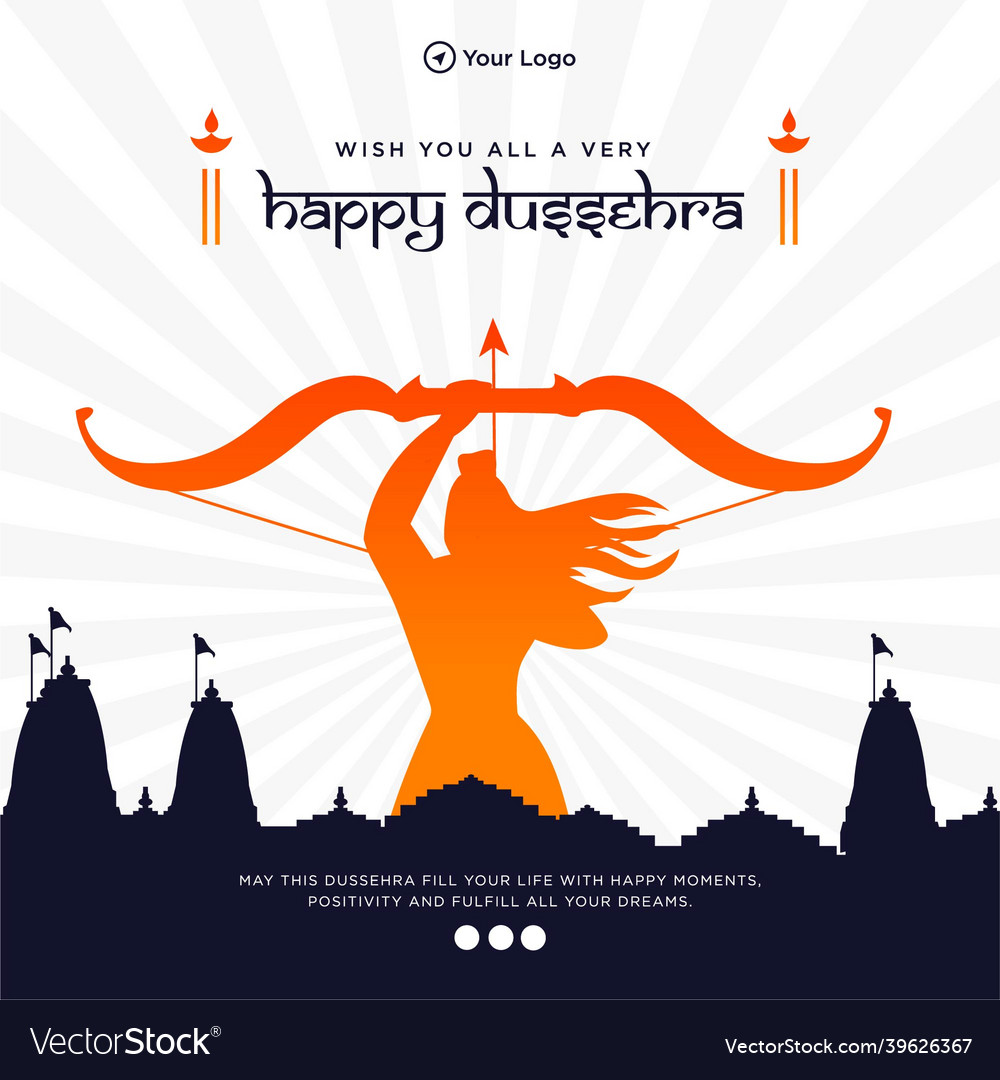 Your Logo
WISH YOU ALL A VERY
happy dussehra
MAY THIS DUSSEHRA FILL YOUR LIFE WITH HAPPY MOMENTS,
POSITIVITY AND FULFILL ALL YOUR DREAMS.
VectorStock® VectorStock.com/39626367